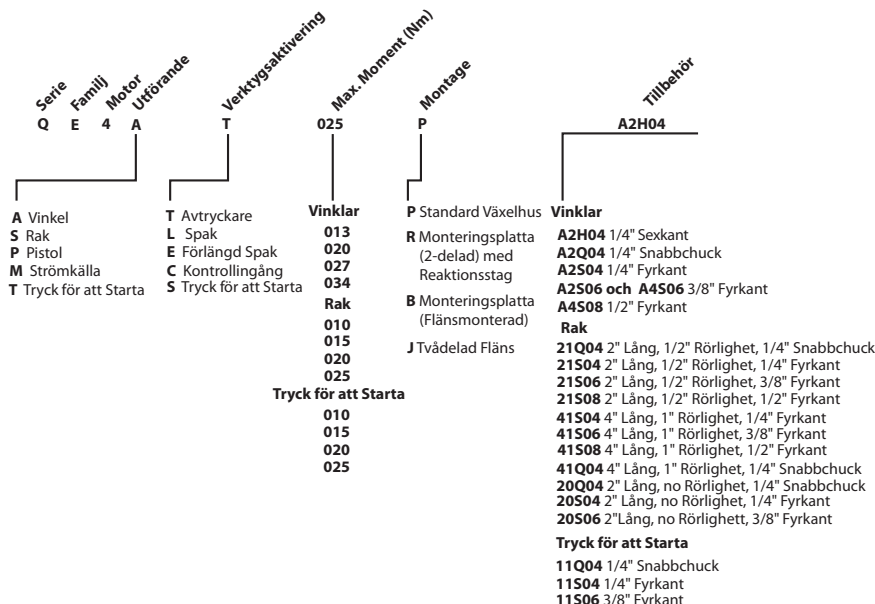 Serie
Familj
Motor
Utförande
Verktygsaktivering
Max. Moment (Nm)
Montage
Tillbehör
Q E 4 A T 025 P A2H04
A Vinkel
S Rak
P Pistol
M Strömkälla
T Tryck för att Starta
T Avtryckare
L Spak
E Förlängd Spak
C Kontrollingång
S Tryck för att Starta
Vinklar
013
020
027
034
Rak
010
015
020
025
Tryck för att Starta
010
015
020
025
P Standard Växelhus
R Monteringsplatta
(2-delad) med
Reaktionsstag
B Monteringsplatta
(Flänsmonterad)
J Tvådelad Fläns
Vinklar
A2H04 1/4" Sexkant
A2Q04 1/4" Snabbchuck
A2S04 1/4" Fyrkant
A2S06 och A4S06 3/8" Fyrkant
A4S08 1/2" Fyrkant
Rak
21Q04 2" Lång, 1/2" Rörlighet, 1/4" Snabbchuck
21S04 2" Lång, 1/2" Rörlighet, 1/4" Fyrkant
21S06 2" Lång, 1/2" Rörlighet, 3/8" Fyrkant
21S08 2" Lång, 1/2" Rörlighet, 1/2" Fyrkant
41S04 4" Lång, 1" Rörlighet, 1/4" Fyrkant
41S06 4" Lång, 1" Rörlighet, 3/8" Fyrkant
41S08 4" Lång, 1" Rörlighet, 1/2" Fyrkant
41Q04 4" Lång, 1" Rörlighet, 1/4" Snabbchuck
20Q04 2" Lång, no Rörlighet, 1/4" Snabbchuck
20S04 2" Lång, no Rörlighet, 1/4" Fyrkant
20S06 2"Lång, no Rörlighett, 3/8" Fyrkant
Tryck för att Starta
11Q04 1/4" Snabbchuck
11S04 1/4" Fyrkant
11S06 3/8" Fyrkant